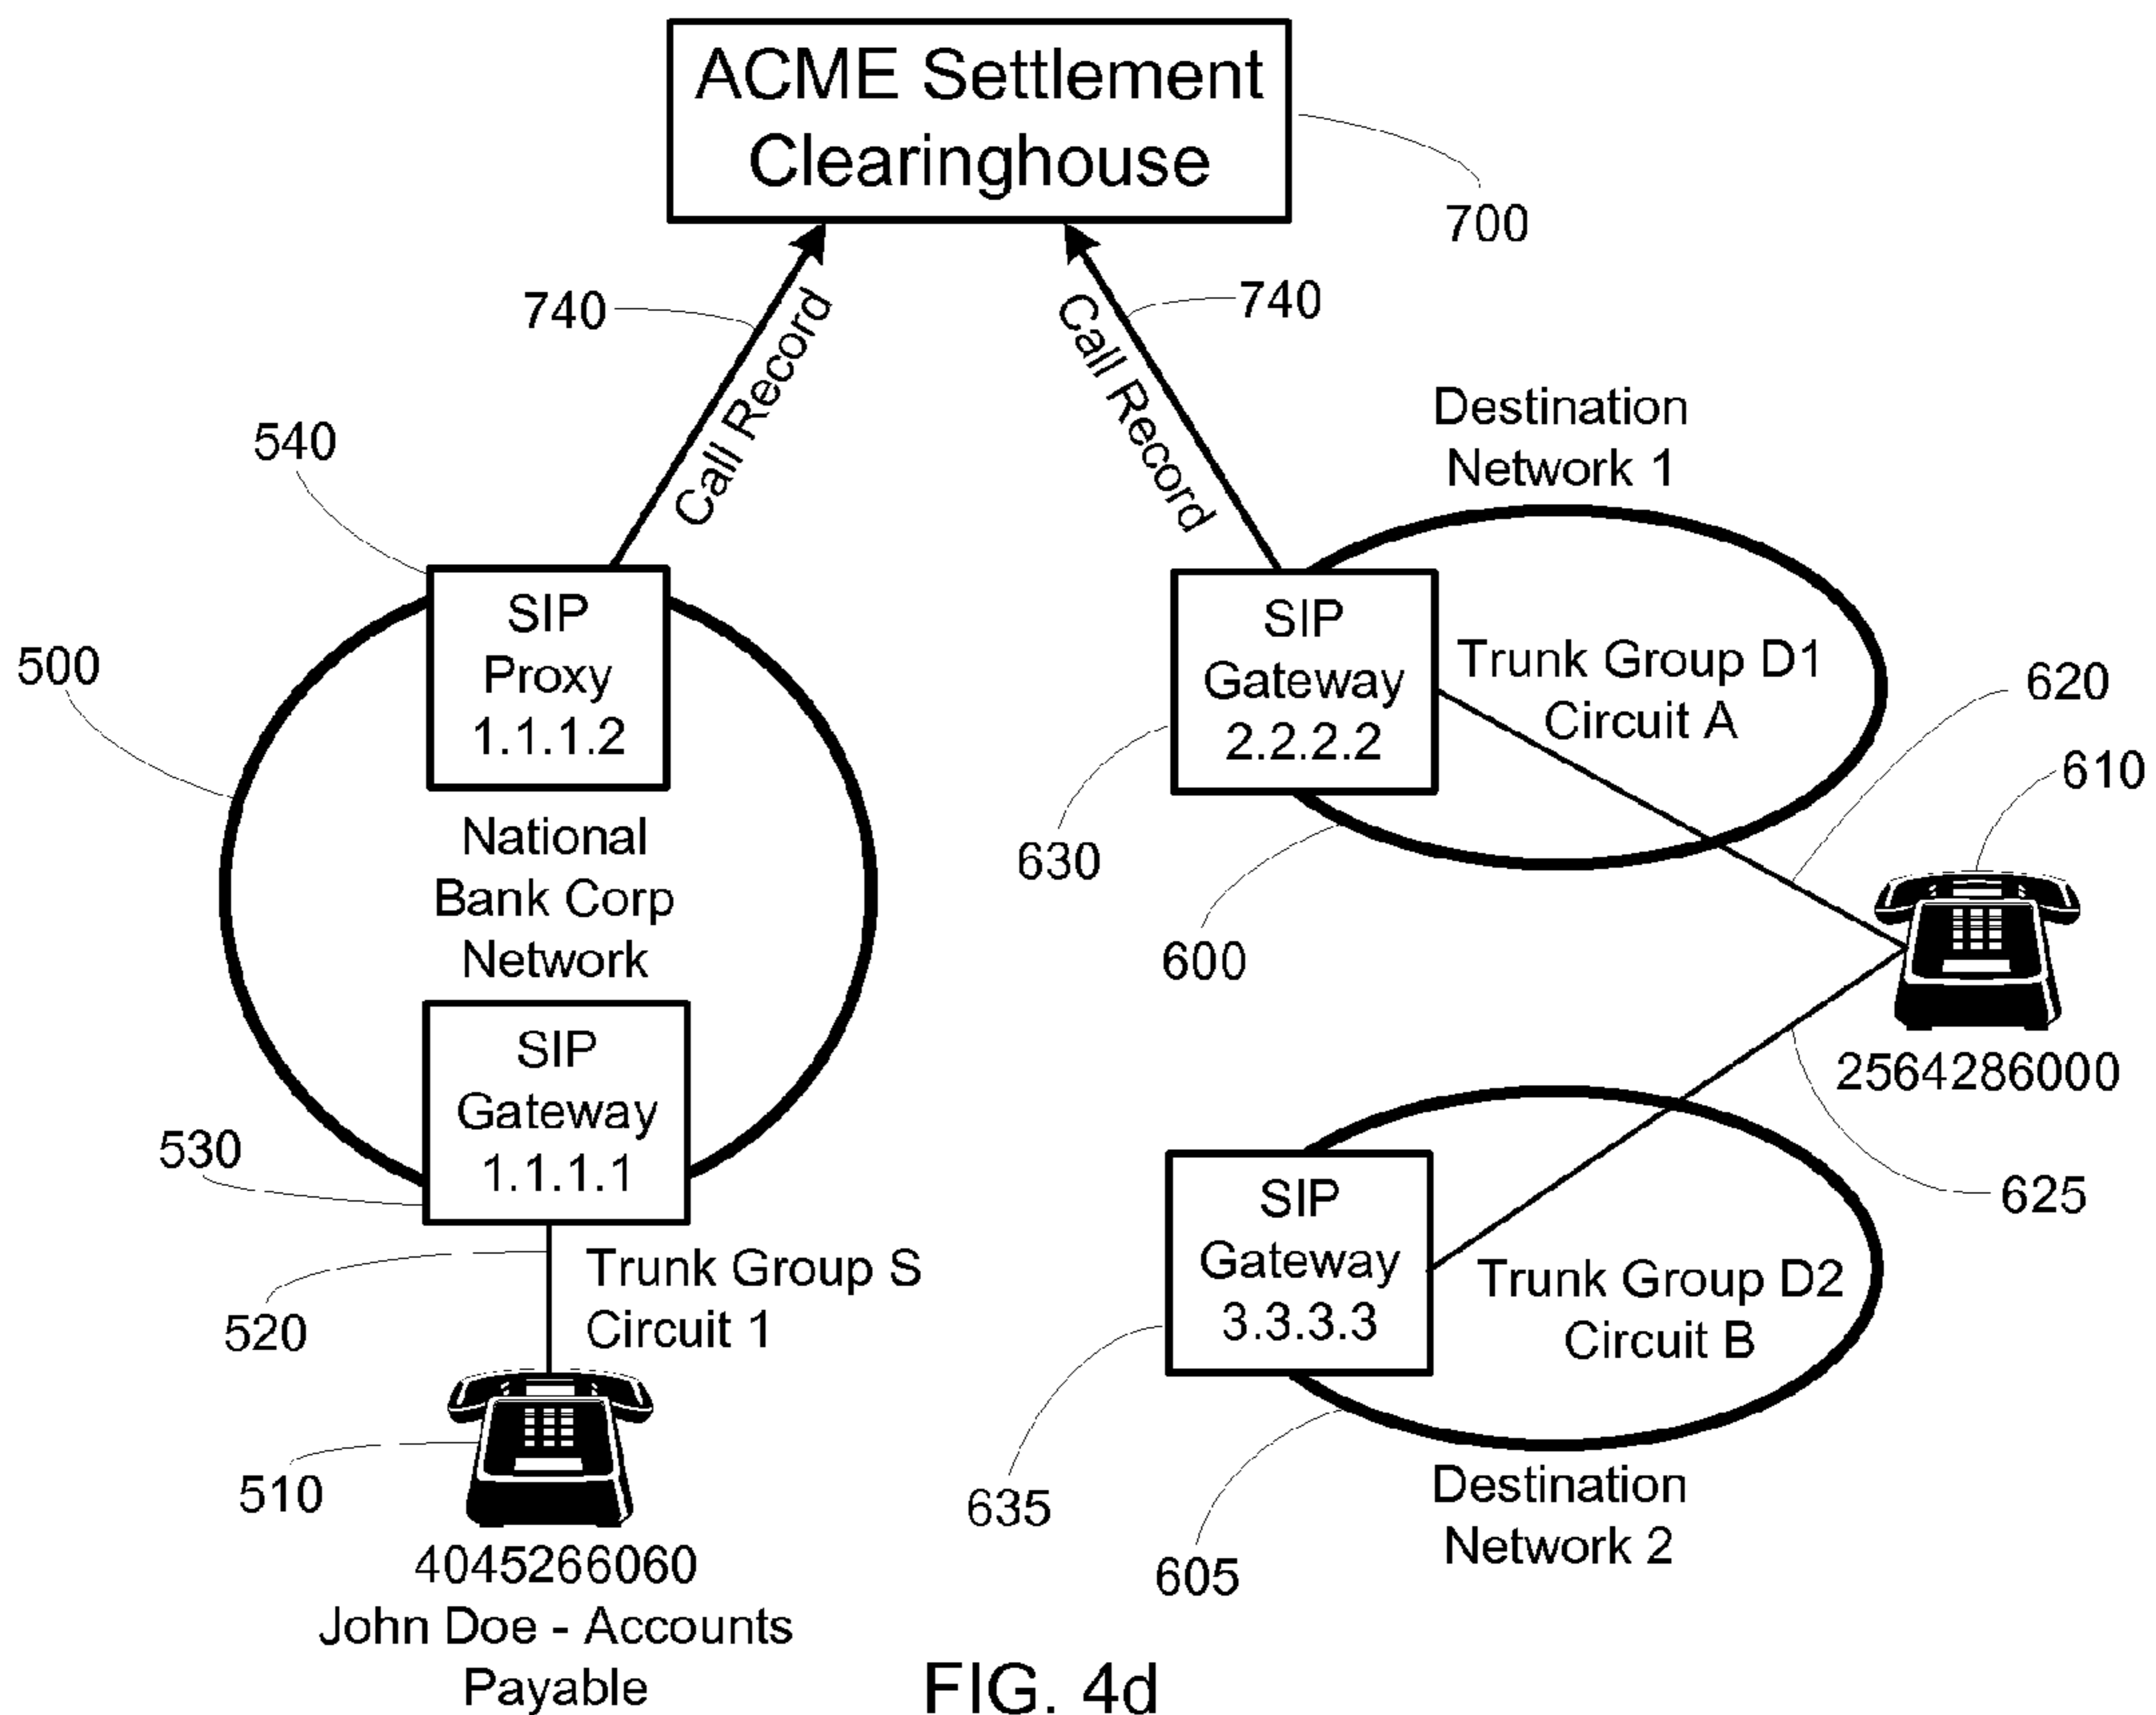 ACME Settlement
Clearinghouse
700
740
Call Record
740
Call Record
Destination
Network 1
540
500
SIP
Proxy
1.1.1.2
SIP
Gateway
2.2.2.2
Trunk Group D1
Circuit A
620
610
630
600
National
Bank Corp
Network
2564286000
625
SIP
Gateway
1.1.1.1
530
SIP
Gateway
3.3.3.3
Trunk Group D2
Circuit B
520
Trunk Group S
Circuit 1
510
635
605
Destination
Network 2
4045266060
John Doe - Accounts
Payable
FIG. 4d